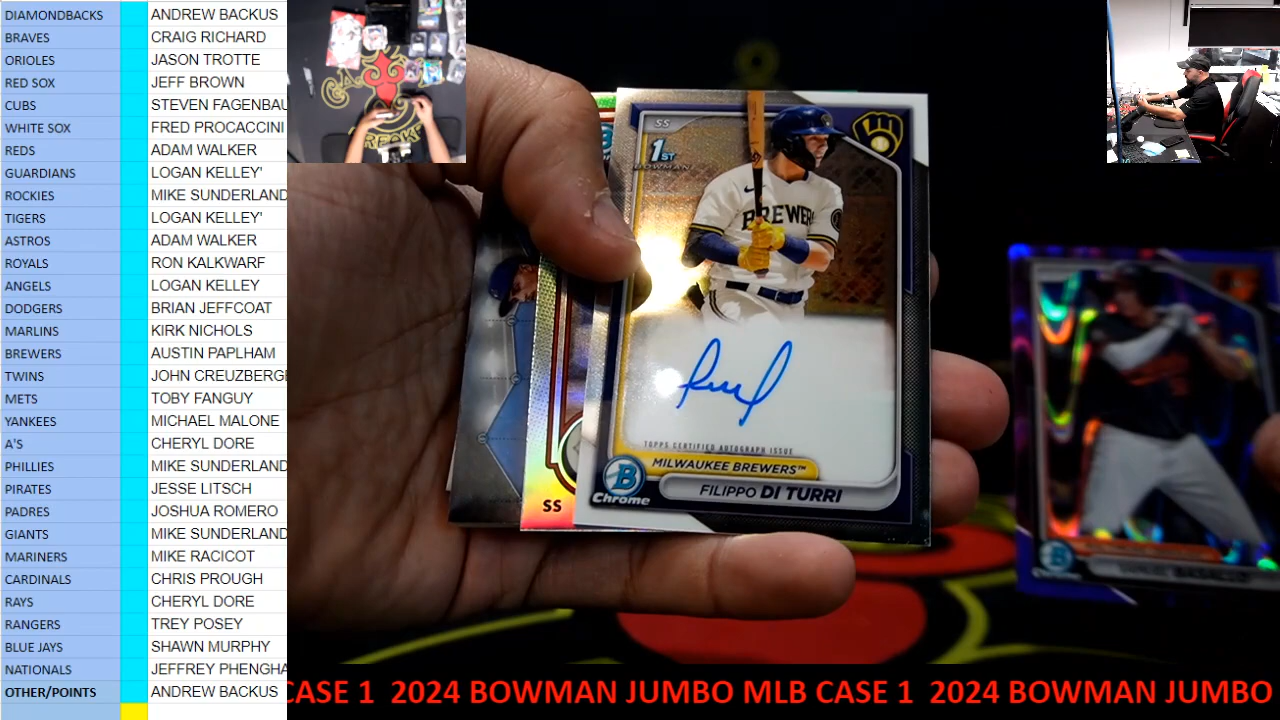 DIAMONDBACKS ANDREW BACKUS
BRAVES CRAIG RICHARD
ORIOLES JASON TROTTE
RED SOX JEFF BROWN
CUBS STEVEN FAGENBAU
WHITE SOX FRED PROCACCINI
REDS ADAM WALKER
GUARDIANS LOGAN KELLEY'
ROCKIES MIKE SUNDERLAND
TIGERS LOGAN KELLEY'
ASTROS ADAM WALKER
ROYALS RON KALKWARF
ANGELS LOGAN KELLEY
DODGERS BRIAN JEFFCOAT
MARLINS KIRK NICHOLS
BREWERS AUSTIN PAPLHAM
TWINS JOHN CREUZBERGE
METS TOBY FANGUY
YANKEES MICHAEL MALONE
A'S CHERYL DORE
PHILLIES MIKE SUNDERLAND
PIRATES JESSE LITSCH
PADRES JOSHUA ROMERO
GIANTS MIKE SUNDERLAND
MARINERS MIKE RACICOT
CARDINALS CHRIS PROUGH
RAYS CHERYL DORE
RANGERS TREY POSEY
BLUE JAYS SHAWN MURPHY
NATIONALS JEFFREY PHENGHA
OTHER/POINTS ANDREW BACKUS
SS
1ST
BOWMAN
BREWER
TOPPS CERTIFIED AUTOGRAPH ISSUE
MILWAUKEE BREWERS™
B
Chrome
FILIPPO DI TURRI
SS
CASE 1 2024 BOWMAN JUMBO MLB CASE 1 2024 BOWMAN JUMBO